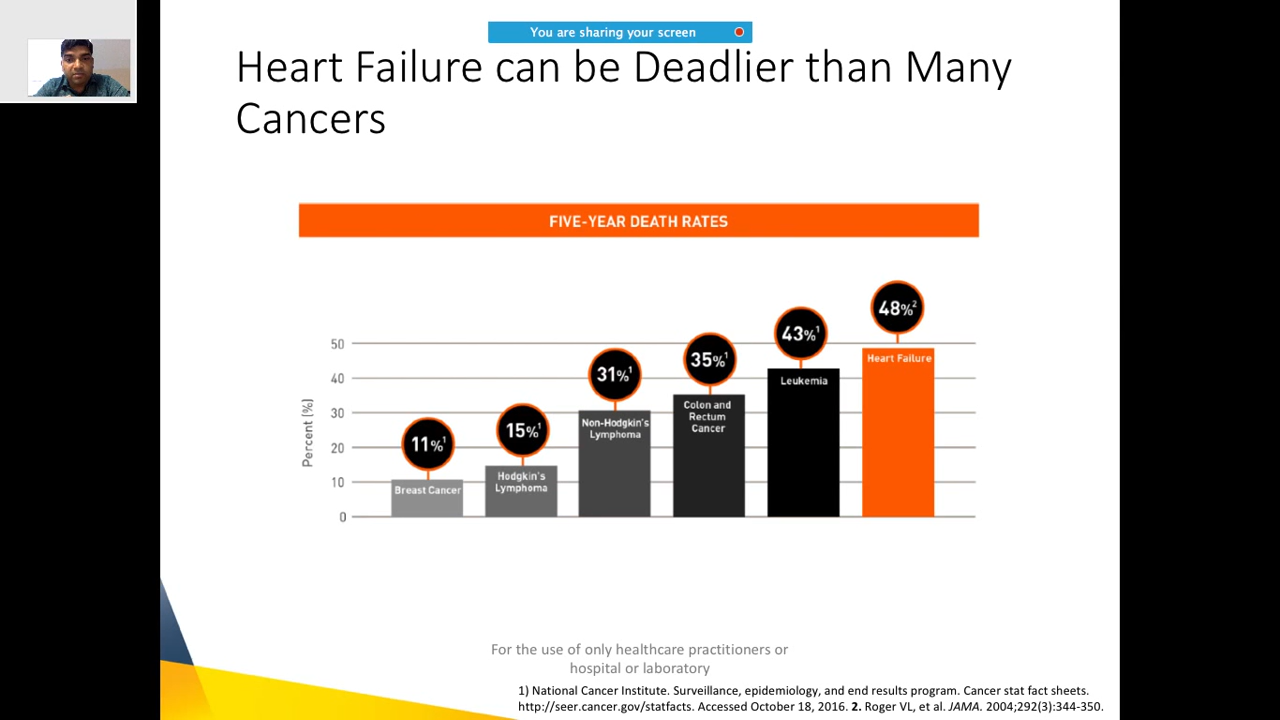 You are sharing your screen
Heart Failure can be Deadlier than Many
Cancers
FIVE-YEAR DEATH RATES
Percent (%)
50
40
30
20
10
0
11%¹
Breast Cancer
15%¹
Hodgkin's
Lymphoma
31%¹
Non-Hodgkin's
Lymphoma
35%¹
Colon and
Rectum
Cancer
43%¹
Leukemia
48%²
Heart Failure
For the use of only healthcare practitioners or
hospital or laboratory
1) National Cancer Institute. Surveillance, epidemiology, and end results program. Cancer stat fact sheets.
http://seer.cancer.gov/statfacts. Accessed October 18, 2016. 2. Roger VL, et al. JAMA. 2004;292(3):344-350.